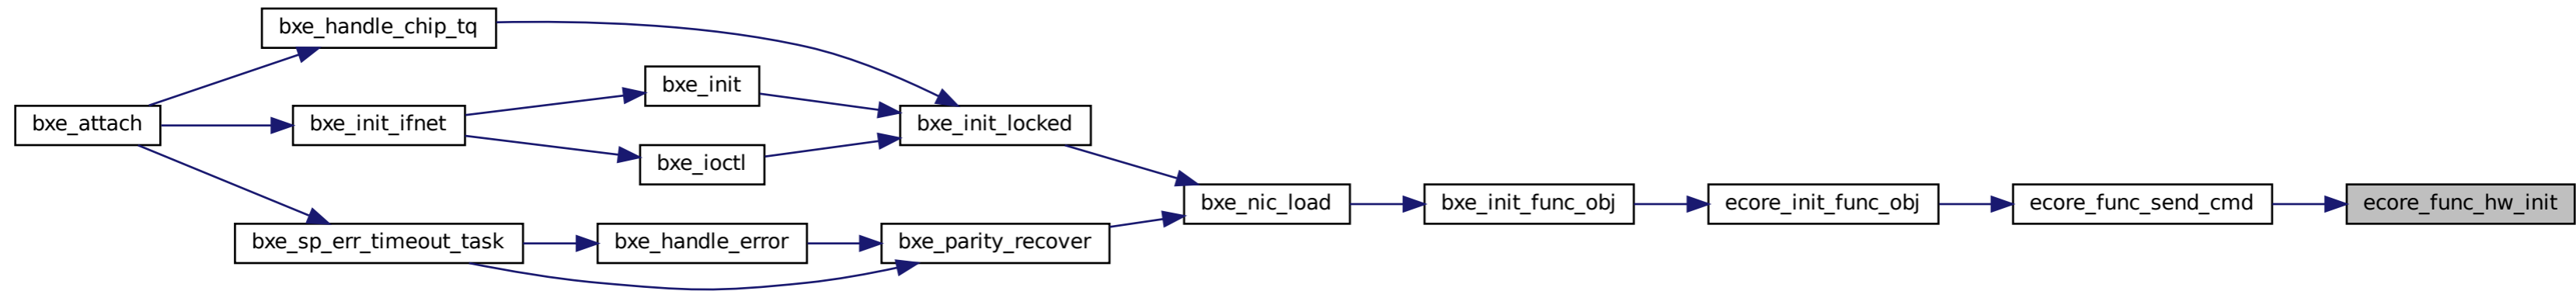 bxe_handle_chip_tq
bxe_init
bxe_attach
bxe_init_ifnet
bxe_init_locked
bxe_ioctl
bxe_nic_load
bxe_init_func_obj
ecore_init_func_obj
ecore_func_send_cmd
ecore_func_hw_init
bxe_sp_err_timeout_task
bxe_handle_error
bxe_parity_recover